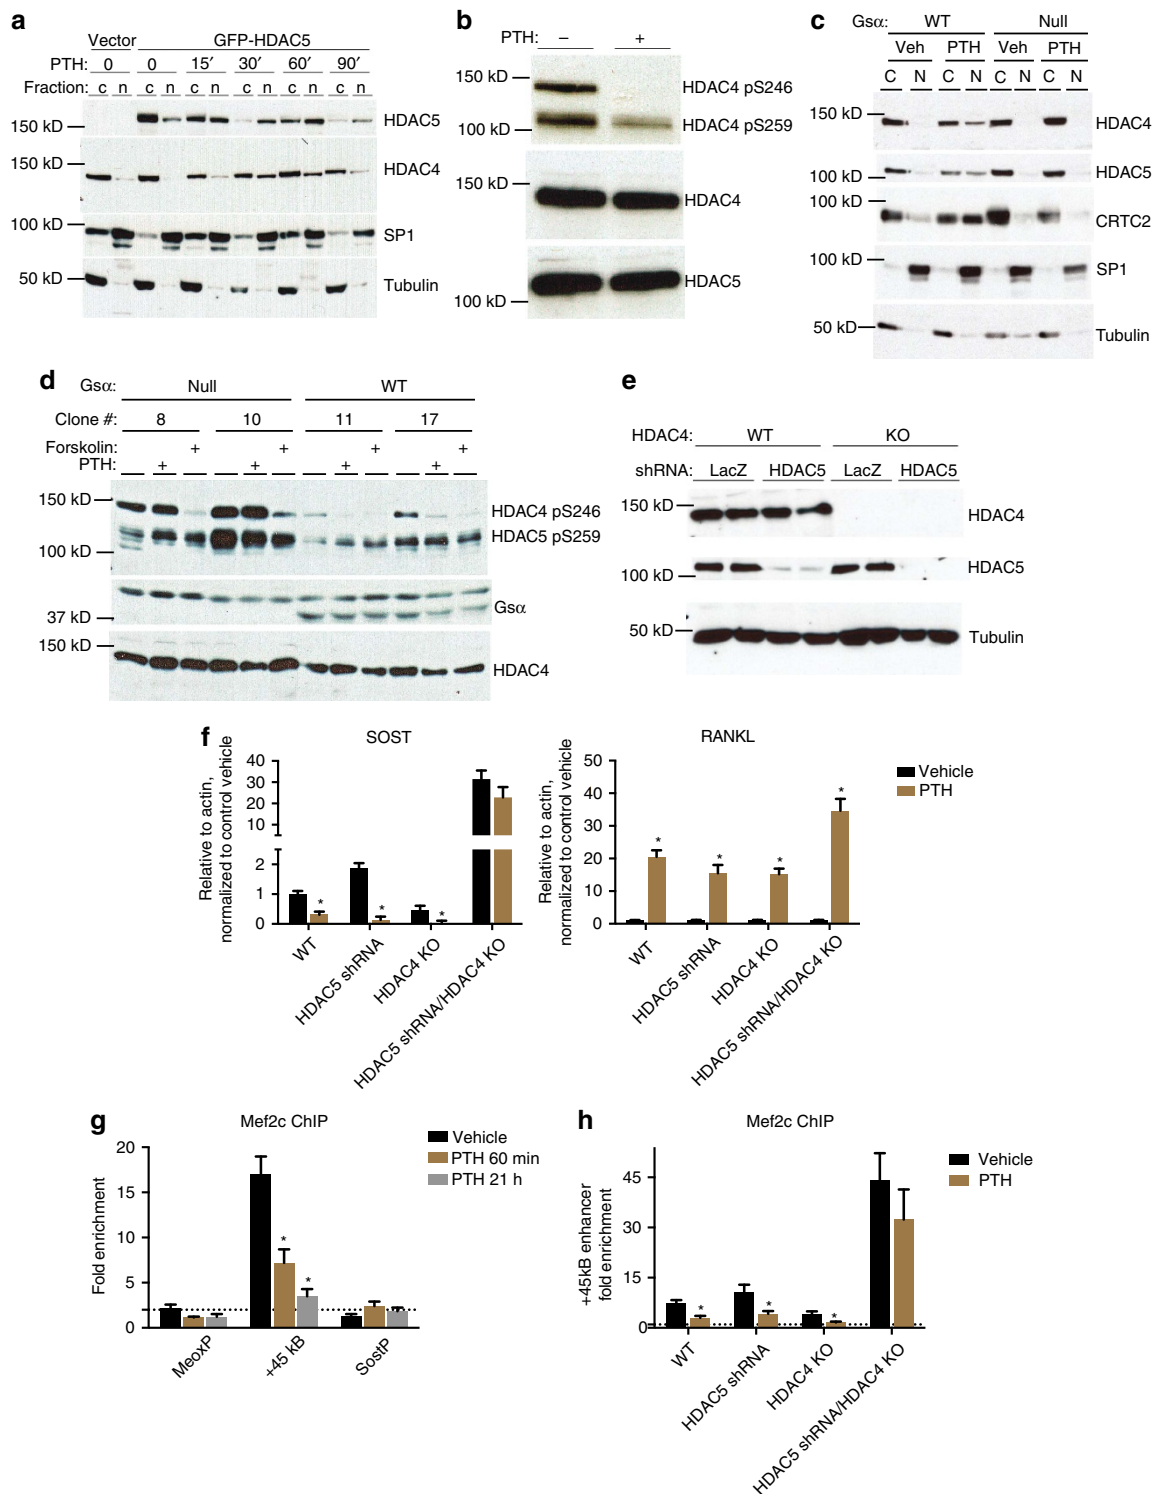 a
Vector GFP-HDAC5
PTH: 0 0 15′ 30′ 60′ 90′
Fraction: c n c n c n c n c n c n
150 kD HDAC5
150 kD HDAC4
100 kD SP1
50 kD Tubulin
b
PTH: – +
150 kD HDAC4 pS246
100 kD HDAC4 pS259
150 kD HDAC4
100 kD HDAC5
c
Gsα: WT Null
Veh PTH Veh PTH
C N C N C N C N
150 kD HDAC4
100 kD HDAC5
100 kD CRTC2
100 kD SP1
50 kD Tubulin
d
Gsα: Null WT
Clone #: 8 10 11 17
Forskolin: + + + +
PTH: + + + +
150 kD HDAC4 pS246
100 kD HDAC5 pS259
37 kD Gsα
150 kD HDAC4
e
HDAC4: WT KO
shRNA: LacZ HDAC5 LacZ HDAC5
150 kD HDAC4
100 kD HDAC5
50 kD Tubulin
f
SOST
Relative to actin,
normalized to control vehicle
40
30
20
10
2
1
0
* * *
WT
HDAC5 shRNA
HDAC4 KO
HDAC5 shRNA/HDAC4 KO
RANKL
Relative to actin,
normalized to control vehicle
50
40
30
20
10
0
* * * *
WT
HDAC5 shRNA
HDAC4 KO
HDAC5 shRNA/HDAC4 KO
Vehicle
PTH
g
Mef2c ChIP
Fold enrichment
20
15
10
5
0
* *
MeoxP
+45 kB
SostP
Vehicle
PTH 60 min
PTH 21 h
h
Mef2c ChIP
+45kB enhancer
fold enrichment
45
30
15
0
* * *
WT
HDAC5 shRNA
HDAC4 KO
HDAC5 shRNA/HDAC4 KO
Vehicle
PTH